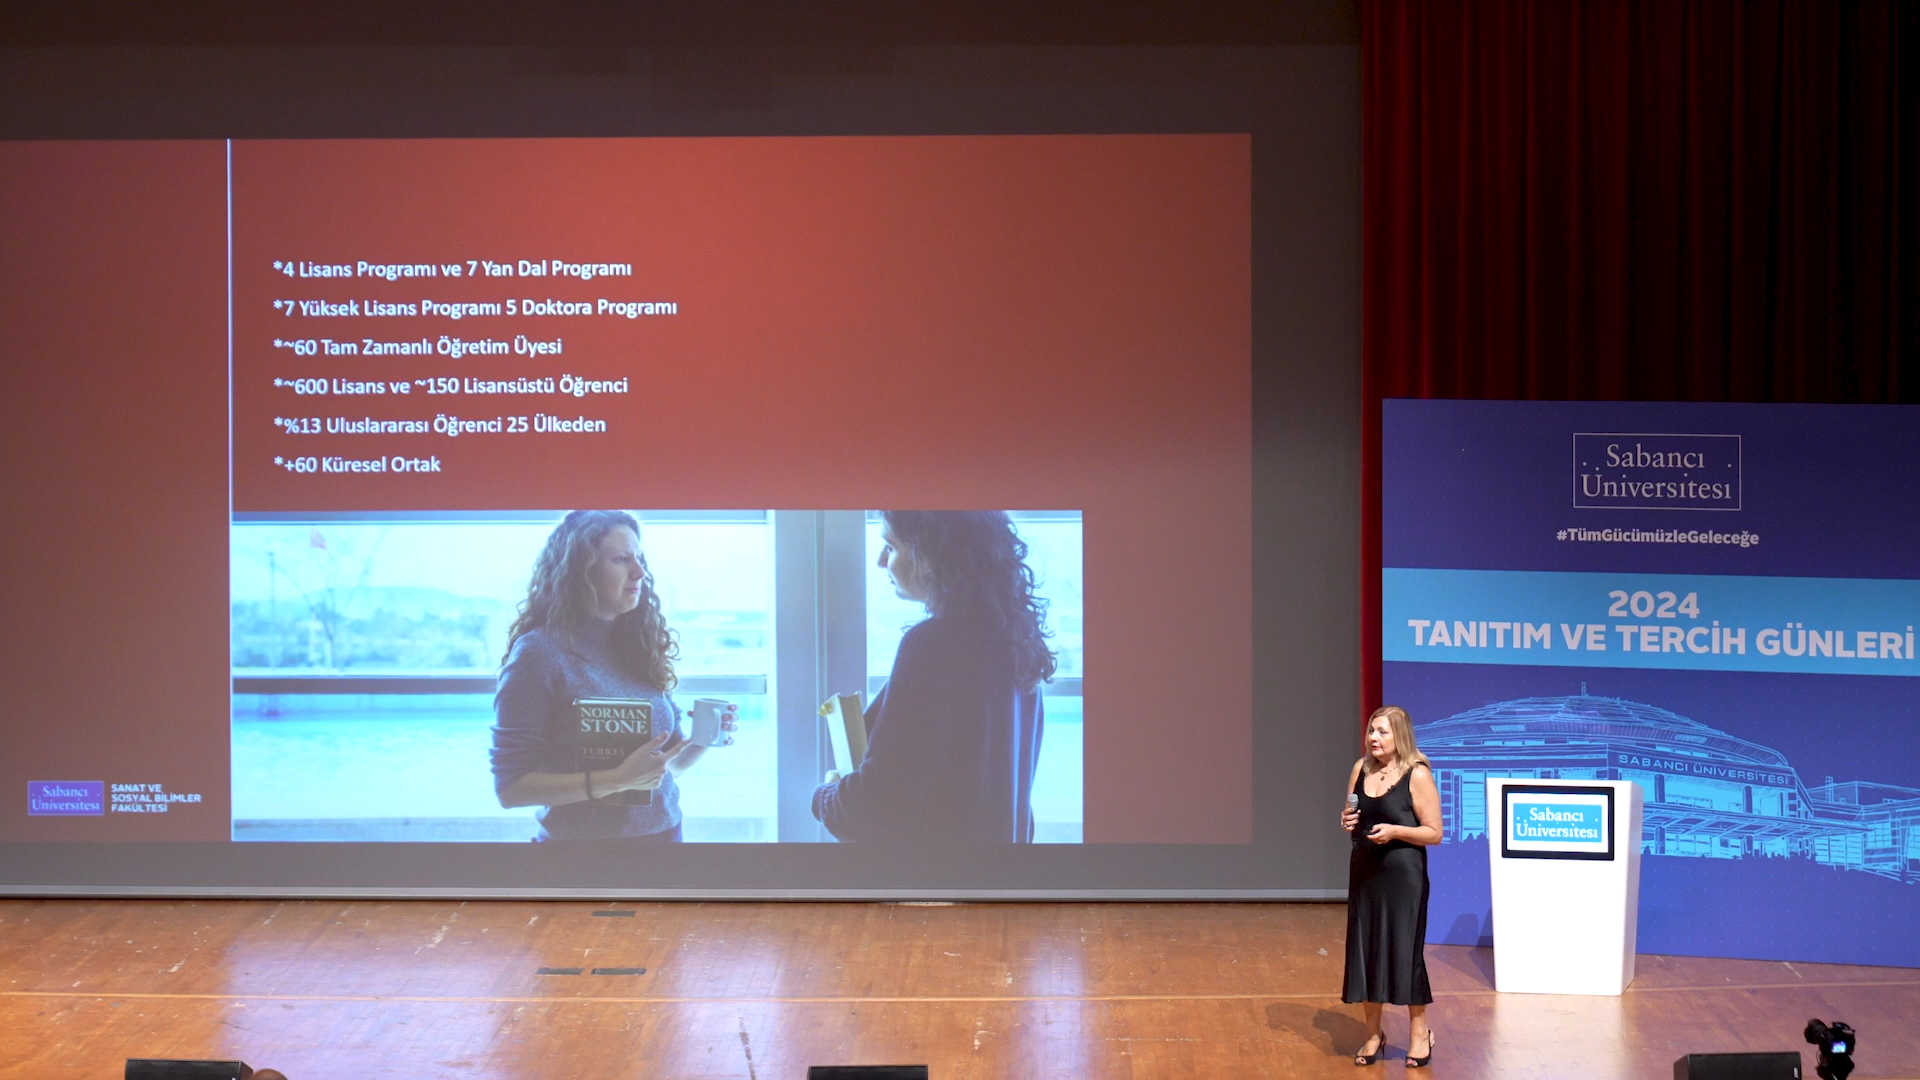 *4 Lisans Programı ve 7 Yan Dal Programı
*7 Yüksek Lisans Programı 5 Doktora Programı
*~60 Tam Zamanlı Öğretim Üyesi
*~600 Lisans ve ~150 Lisansüstü Öğrenci
*%13 Uluslararası Öğrenci 25 Ülkeden
*+60 Küresel Ortak
NORMAN
STONE
TURKEY
Sabancı
Üniversitesi
SANAT VE
SOSYAL BİLİMLER
FAKÜLTESİ
Sabancı
Üniversitesi
#TümGücümüzleGeleceğe
2024
TANITIM VE TERCİH GÜNLERİ
SABANCI ÜNİVERSİTESİ
Sabancı
Üniversitesi